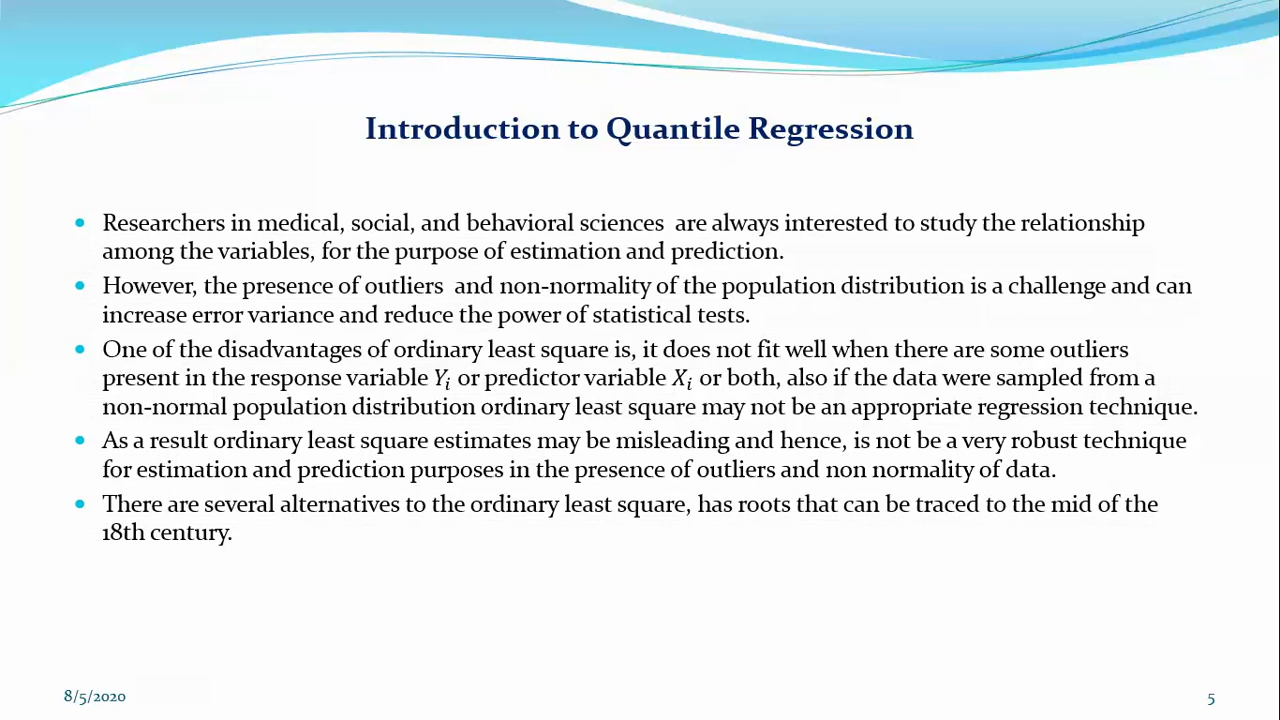 Introduction to Quantile Regression
• Researchers in medical, social, and behavioral sciences  are always interested to study the relationship
among the variables, for the purpose of estimation and prediction.
• However, the presence of outliers  and non-normality of the population distribution is a challenge and can
increase error variance and reduce the power of statistical tests.
• One of the disadvantages of ordinary least square is, it does not fit well when there are some outliers
present in the response variable Yᵢ or predictor variable Xᵢ or both, also if the data were sampled from a
non-normal population distribution ordinary least square may not be an appropriate regression technique.
• As a result ordinary least square estimates may be misleading and hence, is not be a very robust technique
for estimation and prediction purposes in the presence of outliers and non normality of data.
• There are several alternatives to the ordinary least square, has roots that can be traced to the mid of the
18th century.
8/5/2020
5